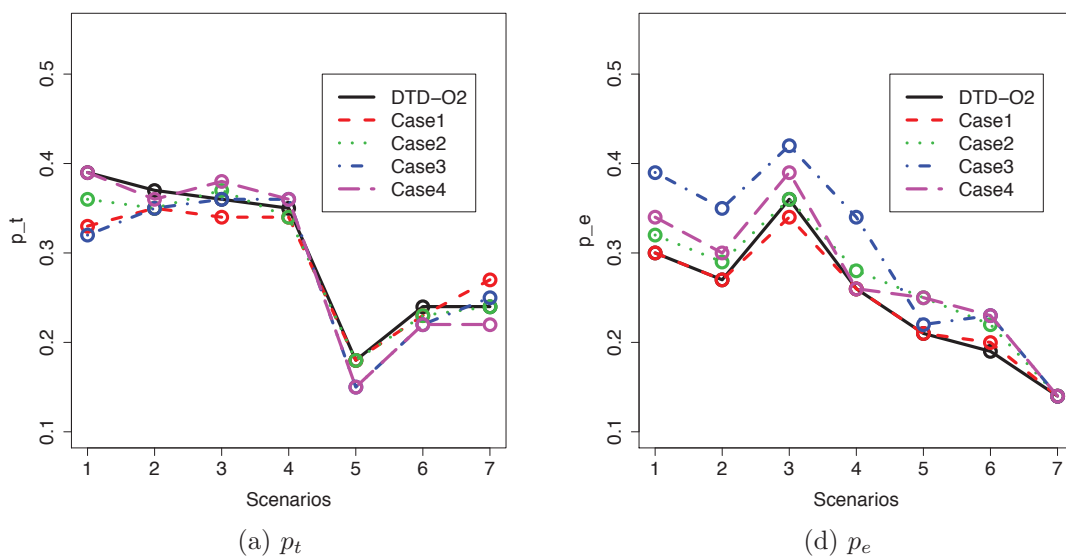 0.5
0.4
0.3
0.2
0.1
p_t
DTD−O2
Case1
Case2
Case3
Case4
1 2 3 4 5 6 7
Scenarios
(a) p_t
0.5
0.4
0.3
0.2
0.1
p_e
DTD−O2
Case1
Case2
Case3
Case4
1 2 3 4 5 6 7
Scenarios
(d) p_e